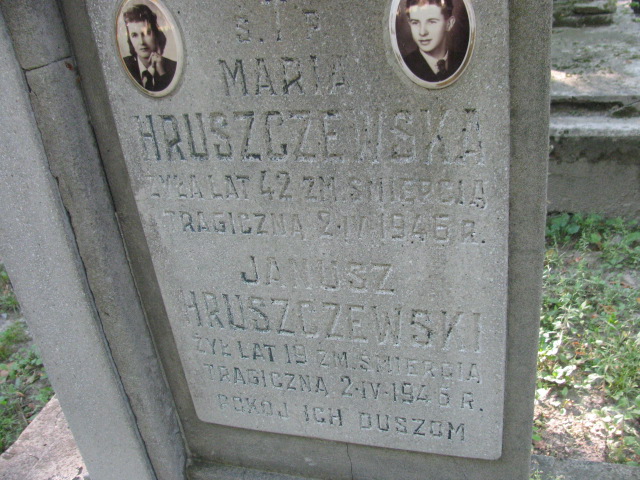 Ś. † P.
MARIA
HRUSZCZEWSKA
ŻYŁA LAT 42 ZM. ŚMIERCIĄ
TRAGICZNĄ 2·IV·1945 R.
JANUSZ
HRUSZCZEWSKI
ŻYŁ LAT 19 ZM. ŚMIERCIĄ
TRAGICZNĄ 2·IV·1945 R.
POKÓJ ICH DUSZOM